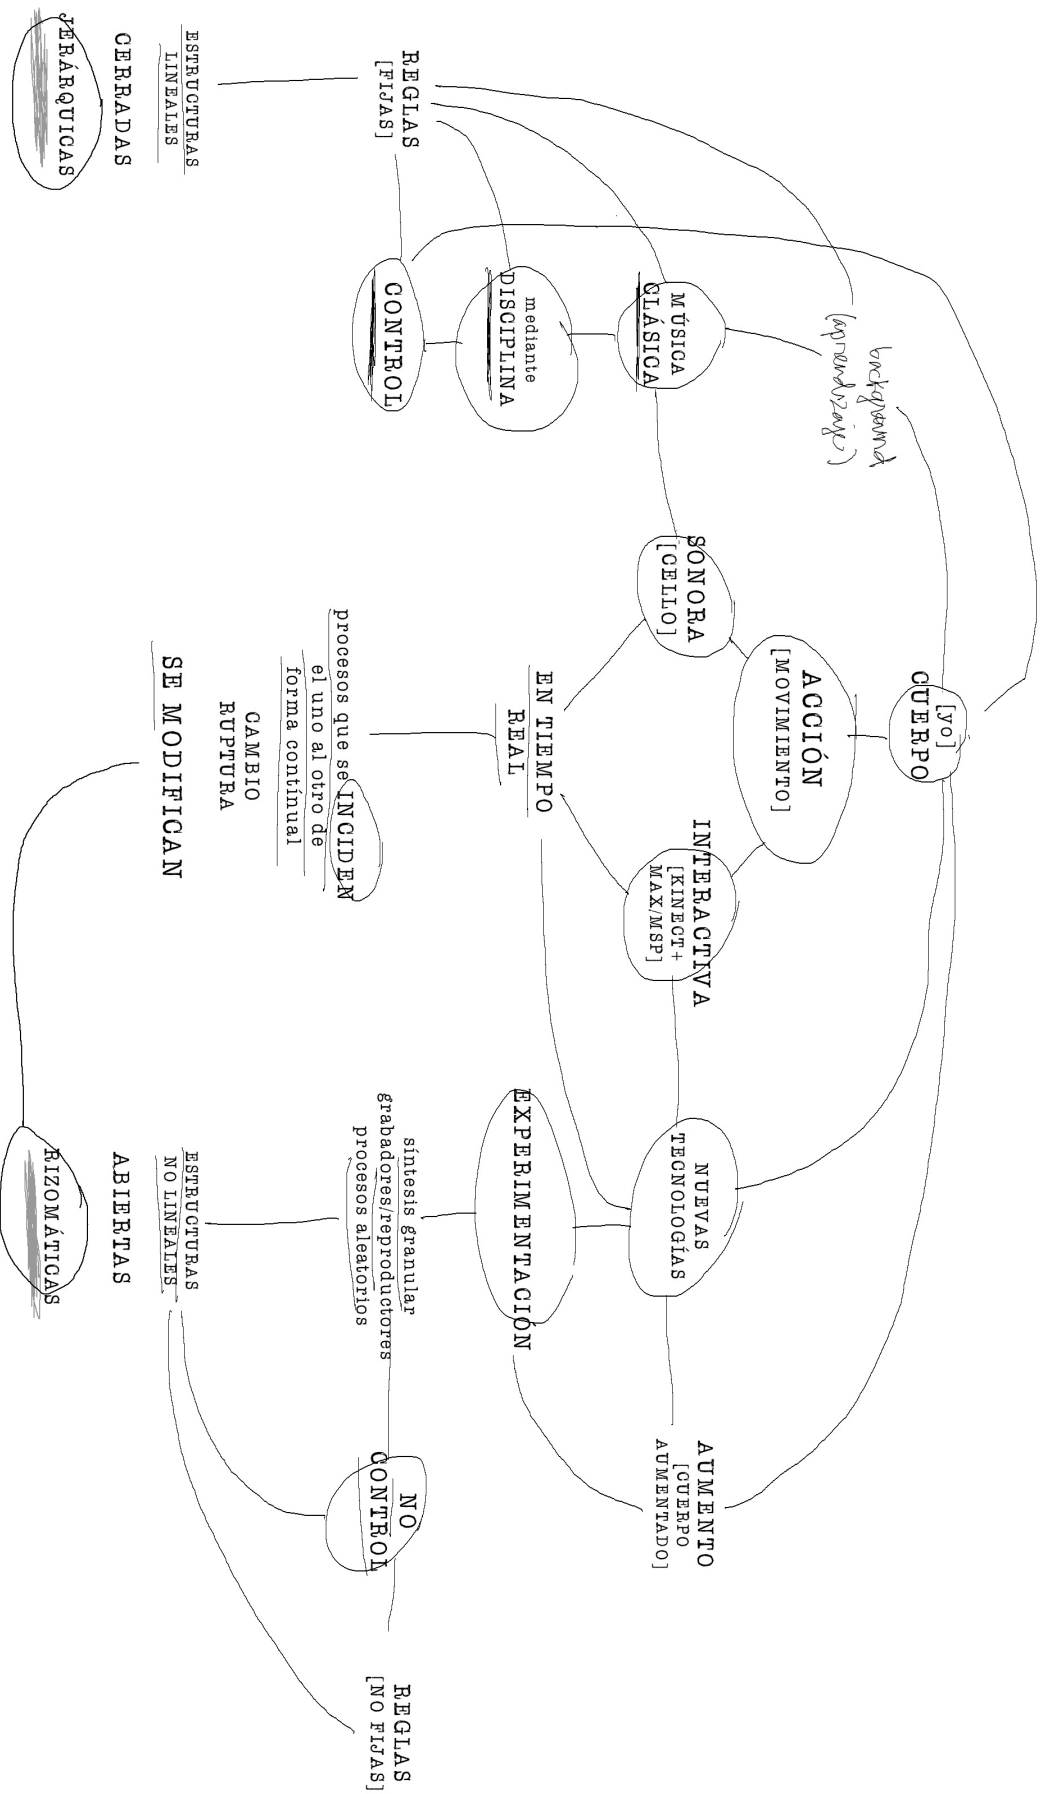 [yo]
CUERPO
background
(aprendizaje)
ACCIÓN
[MOVIMIENTO]
MÚSICA
CLÁSICA
SONORA
[CELLO]
INTERACTIVA
[KINECT+
MAX/MSP]
NUEVAS
TECNOLOGÍAS
AUMENTO
[CUERPO
AUMENTADO]
mediante
DISCIPLINA
EN TIEMPO
REAL
EXPERIMENTACIÓN
REGLAS
[FIJAS]
CONTROL
procesos que se INCIDEN
el uno al otro de
forma contínual
síntesis granular
grabadores/reproductores
procesos aleatorios
NO
CONTROL
REGLAS
[NO FIJAS]
CAMBIO
RUPTURA
ESTRUCTURAS
LINEALES
SE MODIFICAN
ESTRUCTURAS
NO LINEALES
CERRADAS
ABIERTAS
JERÁRQUICAS
RIZOMÁTICAS